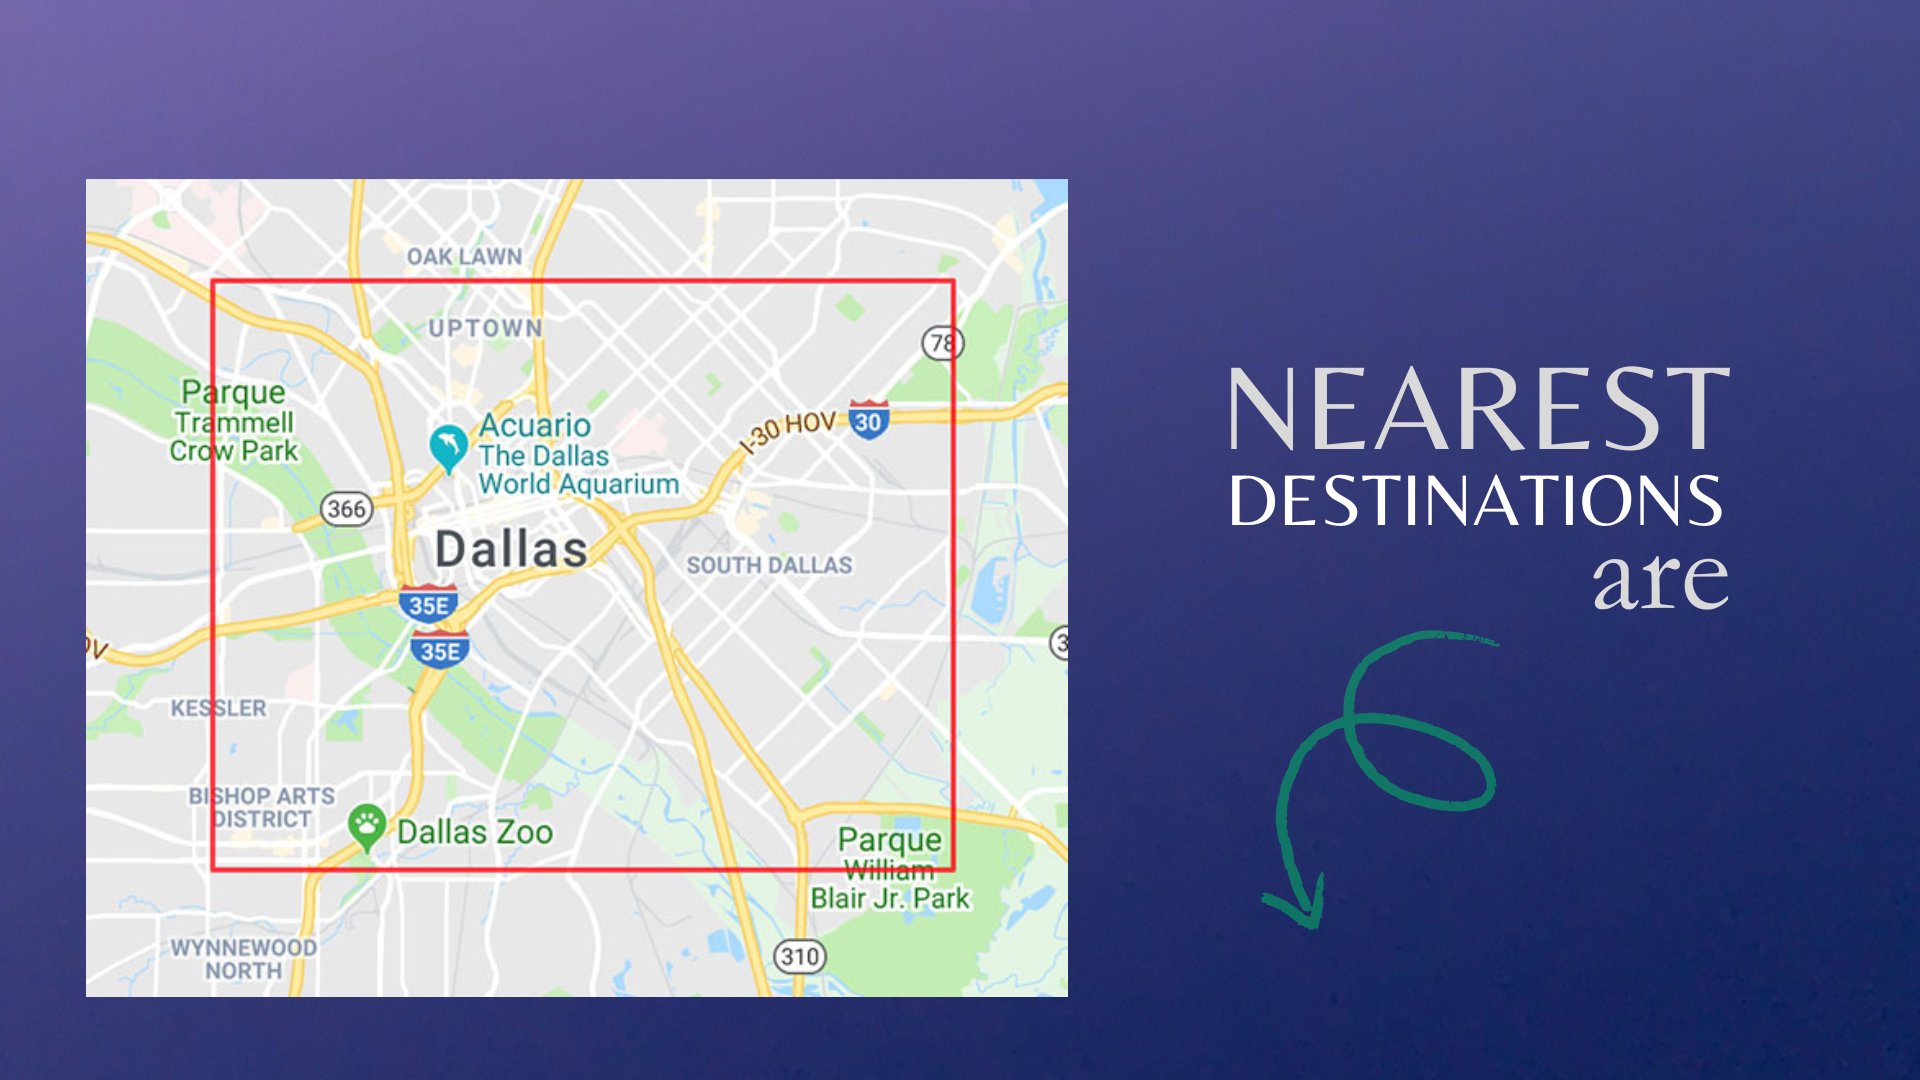 OAK LAWN
UPTOWN
78
Parque
Trammell
Crow Park
Acuario
The Dallas
World Aquarium
I-30 HOV
30
366
Dallas
SOUTH DALLAS
35E
35E
KESSLER
BISHOP ARTS
DISTRICT
Dallas Zoo
Parque
William
Blair Jr. Park
WYNNEWOOD
NORTH
310
NEAREST
DESTINATIONS
are